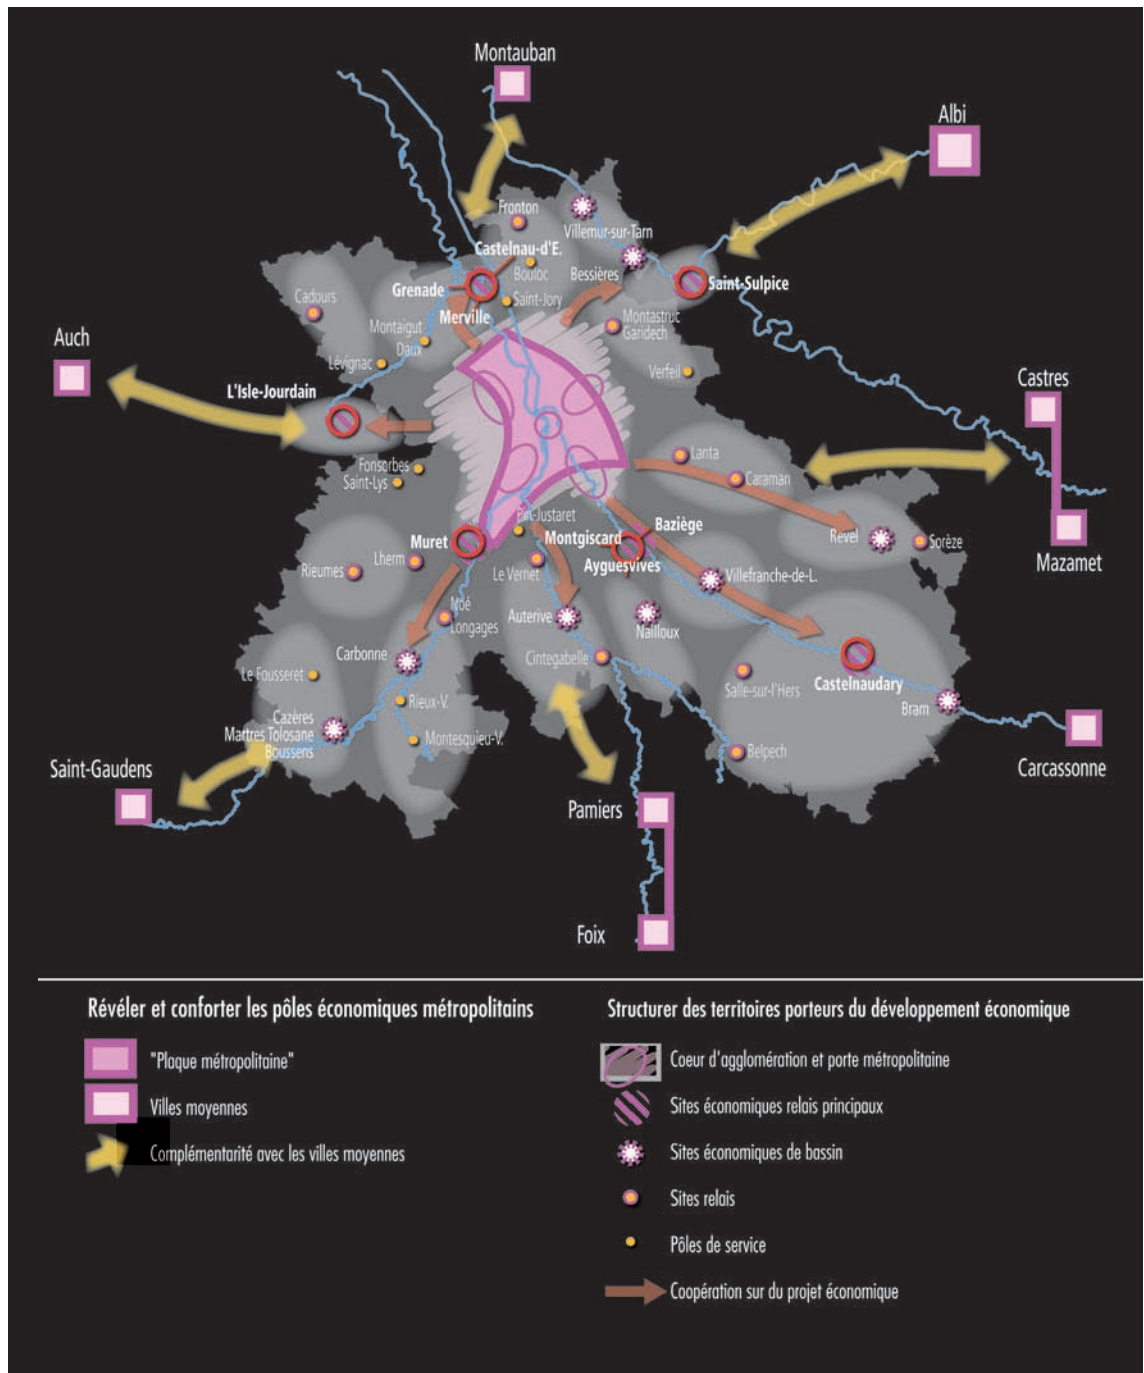 Montauban
Albi
Fronton
Villemur-sur-Tarn
Castelnau-d'E.
Bouloc
Bessières
Saint-Sulpice
Grenade
Cadours
Saint-Jory
Merville
Montastruc
Garidech
Montaigut
Daux
Auch
Lévignac
Verfeil
Castres
L'Isle-Jourdain
Lanta
Fonsorbes
Saint-Lys
Caraman
Pin-Justaret
Baziège
Muret
Montgiscard
Revel
Sorèze
Ayguesvives
Mazamet
Lherm
Rieumes
Le Vernet
Villefranche-de-L.
Noé
Longages
Auterive
Nailloux
Carbonne
Cintegabelle
Le Fousseret
Salle-sur-l'Hers
Castelnaudary
Rieux-V.
Bram
Cazères
Martres Tolosane
Boussens
Montesquieu-V.
Belpech
Saint-Gaudens
Carcassonne
Pamiers
Foix
Révéler et conforter les pôles économiques métropolitains
"Plaque métropolitaine"
Villes moyennes
Complémentarité avec les villes moyennes
Structurer des territoires porteurs du développement économique
Coeur d'agglomération et porte métropolitaine
Sites économiques relais principaux
Sites économiques de bassin
Sites relais
Pôles de service
Coopération sur du projet économique